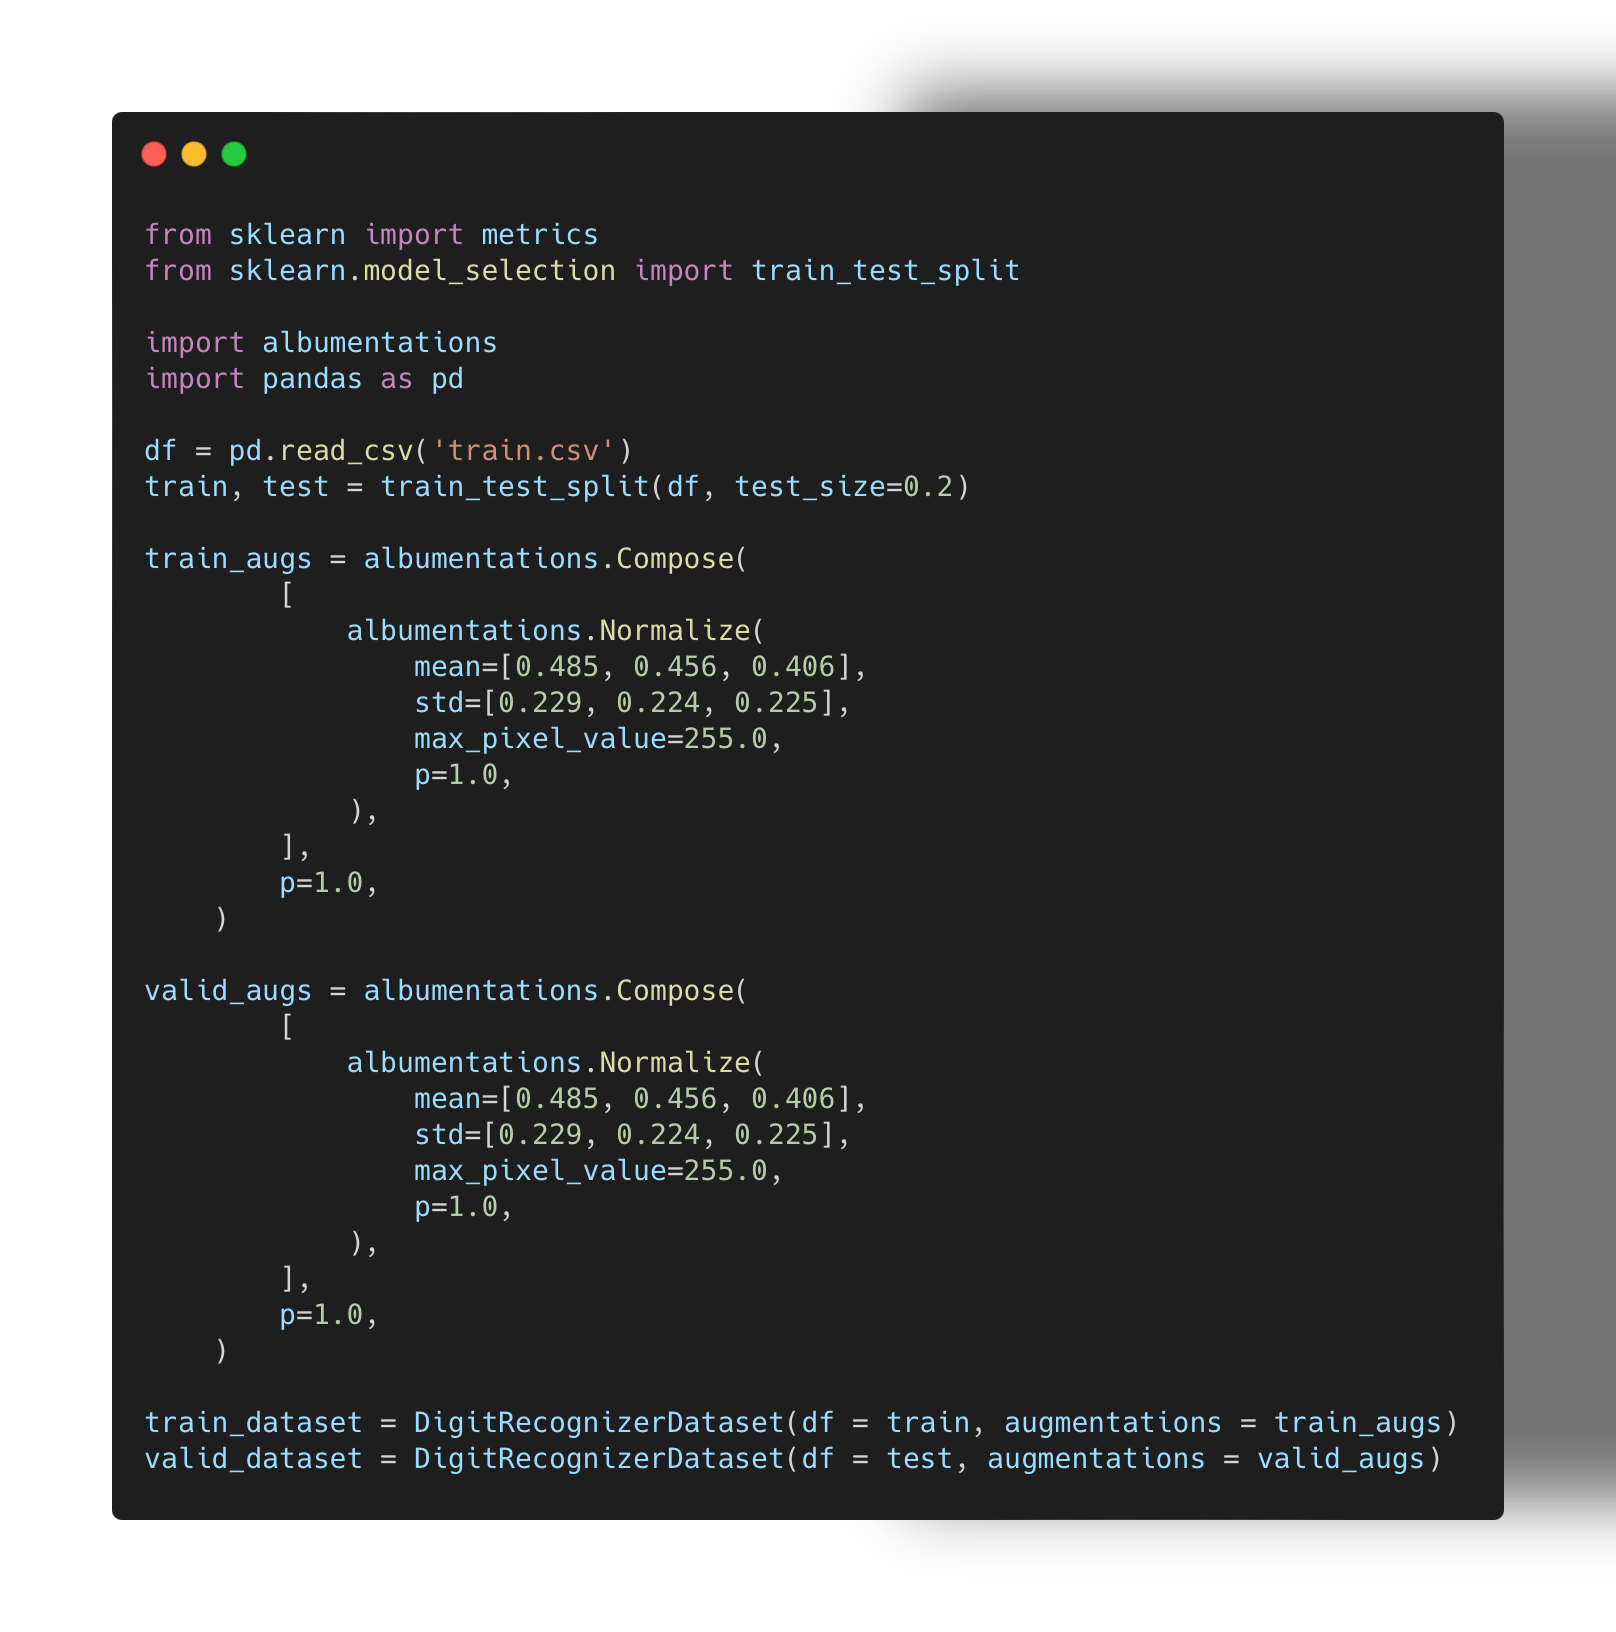 from sklearn import metrics
from sklearn.model_selection import train_test_split
import albumentations
import pandas as pd
df = pd.read_csv('train.csv')
train, test = train_test_split(df, test_size=0.2)
train_augs = albumentations.Compose(
        [
            albumentations.Normalize(
                mean=[0.485, 0.456, 0.406],
                std=[0.229, 0.224, 0.225],
                max_pixel_value=255.0,
                p=1.0,
            ),
        ],
        p=1.0,
    )
valid_augs = albumentations.Compose(
        [
            albumentations.Normalize(
                mean=[0.485, 0.456, 0.406],
                std=[0.229, 0.224, 0.225],
                max_pixel_value=255.0,
                p=1.0,
            ),
        ],
        p=1.0,
    )
train_dataset = DigitRecognizerDataset(df = train, augmentations = train_augs)
valid_dataset = DigitRecognizerDataset(df = test, augmentations = valid_augs)